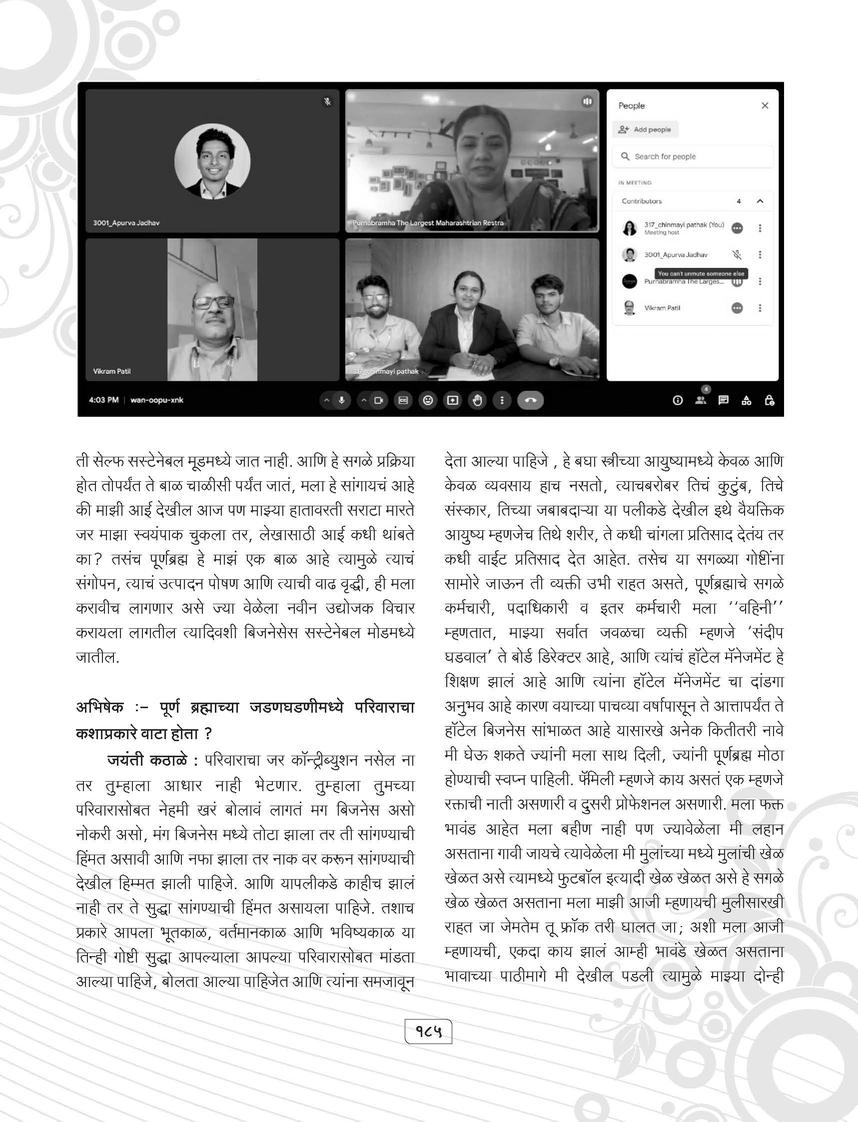 3001_Apurva Jadhav
Purnabramha The Largest Maharashtrian Restra
Vikram Patil
317_chinmayi pathak
People
Add people
Search for people
IN MEETING
Contributors 4
317_chinmayi pathak (You)
Meeting host
3001_Apurva Jadhav
You can't unmute someone else
Purnabramha The Larges...
Vikram Patil
4:03 PM | wan-oopu-xnk
4
ती सेल्फ सस्टेनेबल मूडमध्ये जात नाही. आणि हे सगळे प्रक्रिया
होत तोपर्यंत ते बाळ चाळीसी पर्यंत जातं, मला हे सांगायचं आहे
की माझी आई देखील आज पण माझ्या हातावरती सराटा मारते
जर माझा स्वयंपाक चुकला तर, लेखासाठी आई कधी थांबते
का? तसंच पूर्णब्रह्म हे माझं एक बाळ आहे त्यामुळे त्याचं
संगोपन, त्याचं उत्पादन पोषण आणि त्याची वाढ वृद्धी, ही मला
करावीच लागणार असे ज्या वेळेला नवीन उद्योजक विचार
करायला लागतील त्यादिवशी बिजनेसेस सस्टेनेबल मोडमध्ये
जातील.
अभिषेक :– पूर्ण ब्रह्माच्या जडणघडणीमध्ये परिवाराचा
कशाप्रकारे वाटा होता ?
जयंती कठाळे : परिवाराचा जर कॉन्ट्रीब्युशन नसेल ना
तर तुम्हाला आधार नाही भेटणार. तुम्हाला तुमच्या
परिवारासोबत नेहमी खरं बोलावं लागतं मग बिजनेस असो
नोकरी असो, मंग बिजनेस मध्ये तोटा झाला तर ती सांगण्याची
हिंमत असावी आणि नफा झाला तर नाक वर करून सांगण्याची
देखील हिम्मत झाली पाहिजे. आणि यापलीकडे काहीच झालं
नाही तर ते सुद्धा सांगण्याची हिंमत असायला पाहिजे. तशाच
प्रकारे आपला भूतकाळ, वर्तमानकाळ आणि भविष्यकाळ या
तिन्ही गोष्टी सुद्धा आपल्याला आपल्या परिवारासोबत मांडता
आल्या पाहिजे, बोलता आल्या पाहिजेत आणि त्यांना समजावून
देता आल्या पाहिजे , हे बघा स्त्रीच्या आयुष्यामध्ये केवळ आणि
केवळ व्यवसाय हाच नसतो, त्याचबरोबर तिचं कुटुंब, तिचे
संस्कार, तिच्या जबाबदाऱ्या या पलीकडे देखील इथे वैयक्तिक
आयुष्य म्हणजेच तिथे शरीर, ते कधी चांगला प्रतिसाद देतंय तर
कधी वाईट प्रतिसाद देत आहेत. तसेच या सगळ्या गोष्टींना
सामोरे जाऊन ती व्यक्ती उभी राहत असते, पूर्णब्रह्माचे सगळे
कर्मचारी, पदाधिकारी व इतर कर्मचारी मला ''वहिनी''
म्हणतात, माझ्या सर्वात जवळचा व्यक्ती म्हणजे 'संदीप
घडवाल' ते बोर्ड डिरेक्टर आहे, आणि त्यांचं हॉटेल मॅनेजमेंट हे
शिक्षण झालं आहे आणि त्यांना हॉटेल मॅनेजमेंट चा दांडगा
अनुभव आहे कारण वयाच्या पाचव्या वर्षापासून ते आत्तापर्यंत ते
हॉटेल बिजनेस सांभाळत आहे यासारखे अनेक कितीतरी नावे
मी घेऊ शकते ज्यांनी मला साथ दिली, ज्यांनी पूर्णब्रह्म मोठा
होण्याची स्वप्न पाहिली. फॅमिली म्हणजे काय असतं एक म्हणजे
रक्ताची नाती असणारी व दुसरी प्रोफेशनल असणारी. मला फक्त
भावंड आहेत मला बहीण नाही पण ज्यावेळेला मी लहान
असताना गावी जायचे त्यावेळेला मी मुलांच्या मध्ये मुलांची खेळ
खेळत असे त्यामध्ये फुटबॉल इत्यादी खेळ खेळत असे हे सगळे
खेळ खेळत असताना मला माझी आजी म्हणायची मुलीसारखी
राहत जा जेमतेम तू फ्रॉक तरी घालत जा; अशी मला आजी
म्हणायची, एकदा काय झालं आम्ही भावंडे खेळत असताना
भावाच्या पाठीमागे मी देखील पडली त्यामुळे माझ्या दोन्ही
१८५